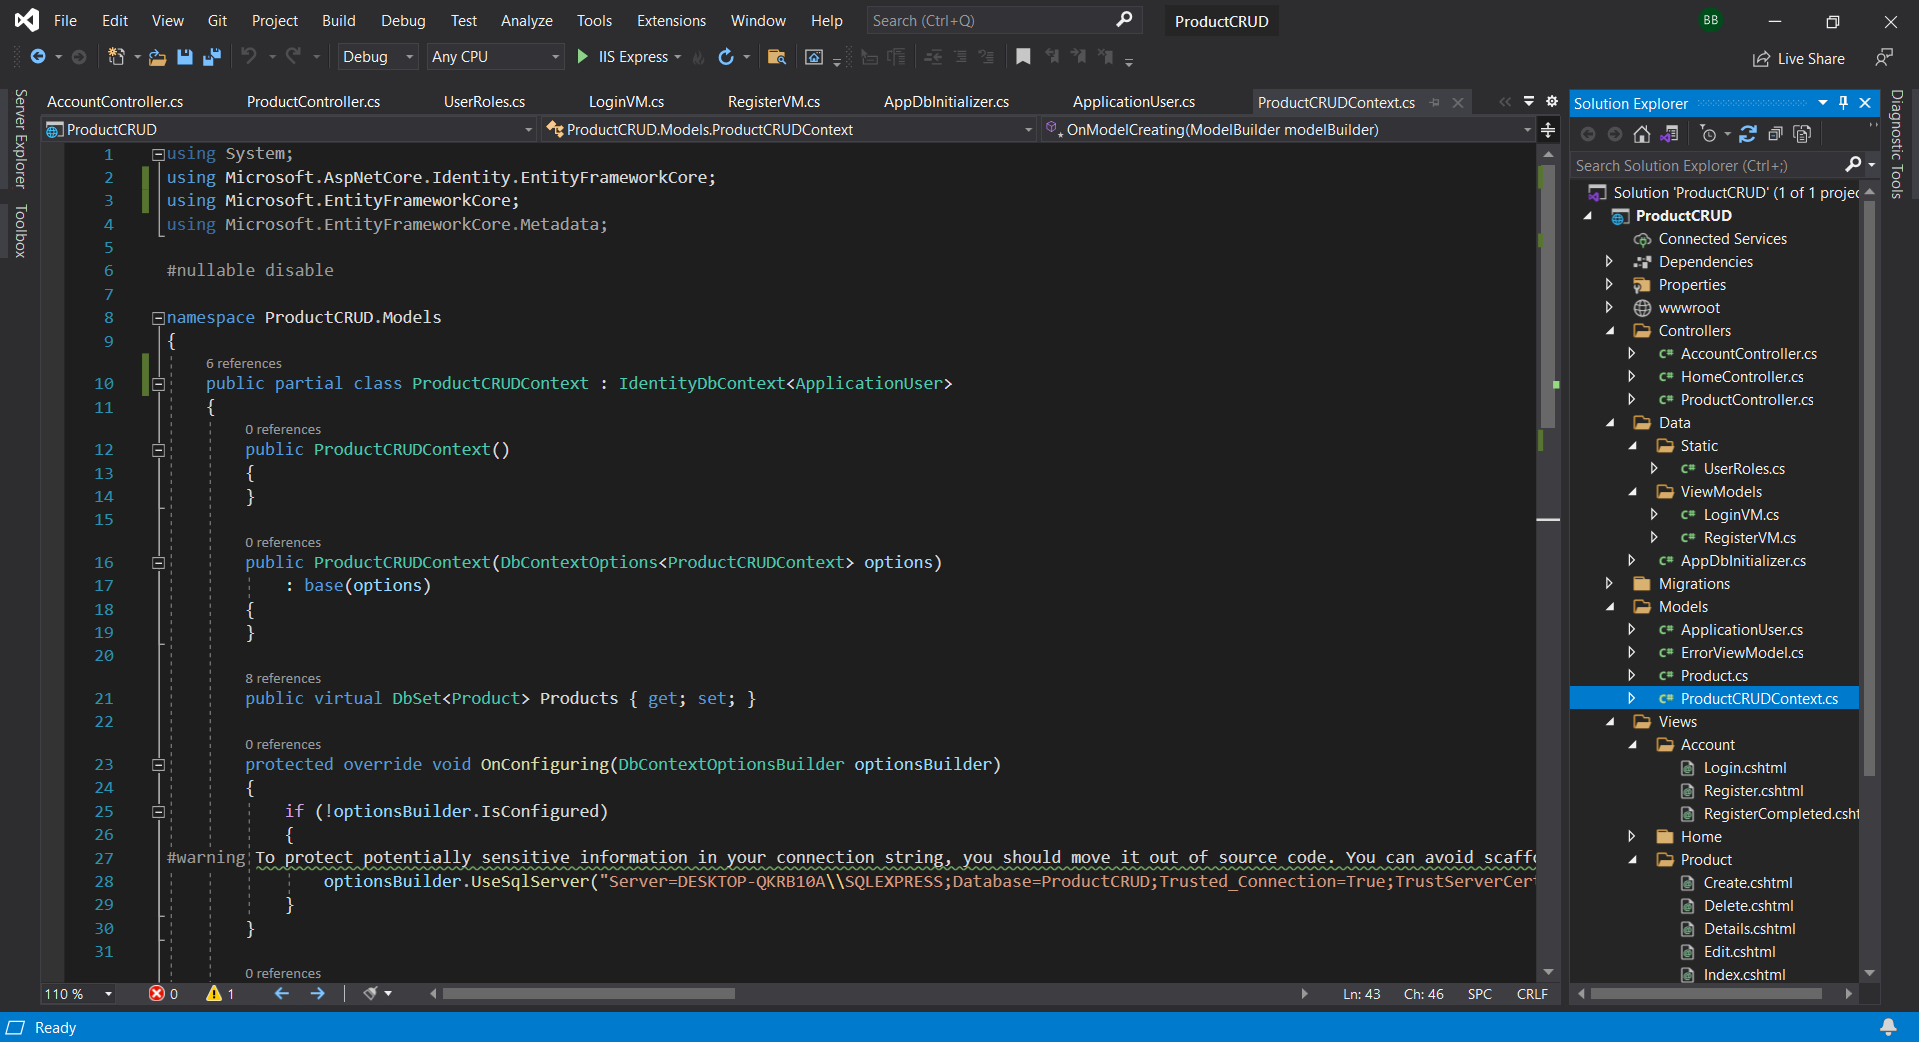 File Edit View Git Project Build Debug Test Analyze Tools Extensions Window Help Search (Ctrl+Q) ProductCRUD BB
Debug Any CPU IIS Express Live Share
Server Explorer
Toolbox
AccountController.cs ProductController.cs UserRoles.cs LoginVM.cs RegisterVM.cs AppDbInitializer.cs ApplicationUser.cs ProductCRUDContext.cs
ProductCRUD ProductCRUD.Models.ProductCRUDContext OnModelCreating(ModelBuilder modelBuilder)
1 using System;
2 using Microsoft.AspNetCore.Identity.EntityFrameworkCore;
3 using Microsoft.EntityFrameworkCore;
4 using Microsoft.EntityFrameworkCore.Metadata;
5
6 #nullable disable
7
8 namespace ProductCRUD.Models
9 {
6 references
10 public partial class ProductCRUDContext : IdentityDbContext<ApplicationUser>
11 {
0 references
12 public ProductCRUDContext()
13 {
14 }
15
0 references
16 public ProductCRUDContext(DbContextOptions<ProductCRUDContext> options)
17 : base(options)
18 {
19 }
20
8 references
21 public virtual DbSet<Product> Products { get; set; }
22
0 references
23 protected override void OnConfiguring(DbContextOptionsBuilder optionsBuilder)
24 {
25 if (!optionsBuilder.IsConfigured)
26 {
27 #warning To protect potentially sensitive information in your connection string, you should move it out of source code. You can avoid scaffo
28 optionsBuilder.UseSqlServer("Server=DESKTOP-QKRB10A\\SQLEXPRESS;Database=ProductCRUD;Trusted_Connection=True;TrustServerCert
29 }
30 }
31
0 references
110 % 0 1 Ln: 43 Ch: 46 SPC CRLF
Solution Explorer
Search Solution Explorer (Ctrl+;)
Solution 'ProductCRUD' (1 of 1 projec
ProductCRUD
Connected Services
Dependencies
Properties
wwwroot
Controllers
C# AccountController.cs
C# HomeController.cs
C# ProductController.cs
Data
Static
C# UserRoles.cs
ViewModels
C# LoginVM.cs
C# RegisterVM.cs
C# AppDbInitializer.cs
Migrations
Models
C# ApplicationUser.cs
C# ErrorViewModel.cs
C# Product.cs
C# ProductCRUDContext.cs
Views
Account
Login.cshtml
Register.cshtml
RegisterCompleted.csht
Home
Product
Create.cshtml
Delete.cshtml
Details.cshtml
Edit.cshtml
Index.cshtml
Diagnostic Tools
Ready